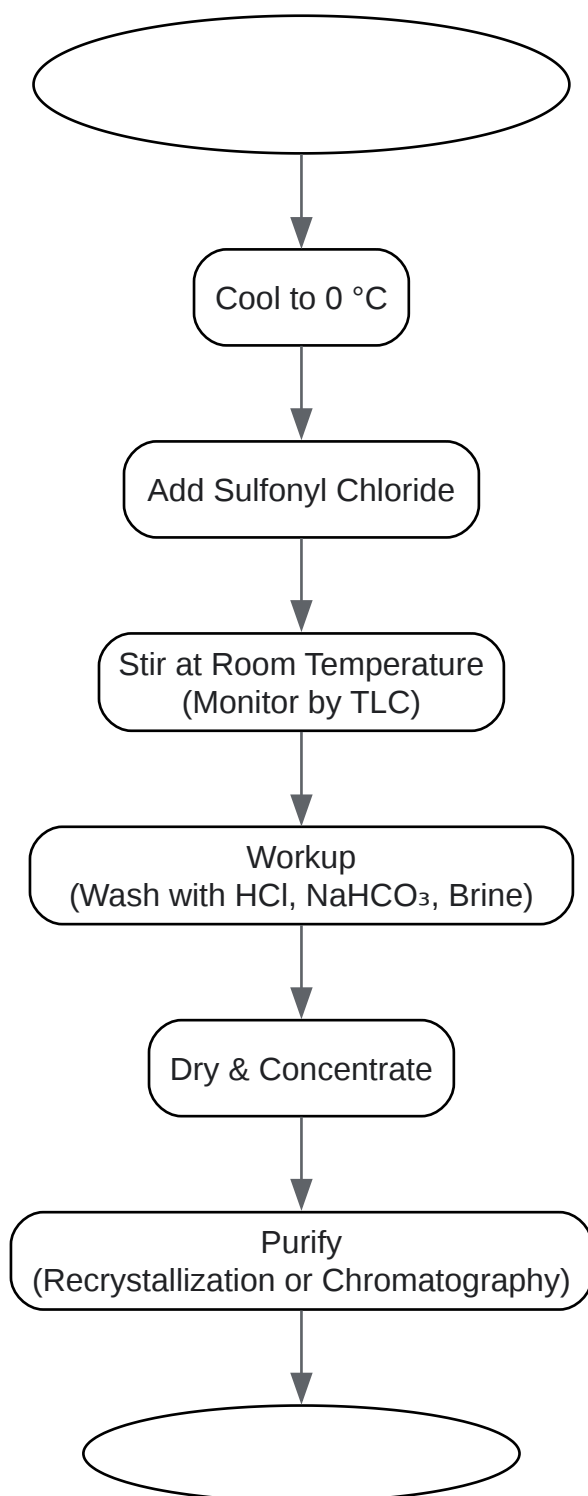 Cool to 0 °C
Add Sulfonyl Chloride
Stir at Room Temperature
(Monitor by TLC)
Workup
(Wash with HCl, NaHCO₃, Brine)
Dry & Concentrate
Purify
(Recrystallization or Chromatography)